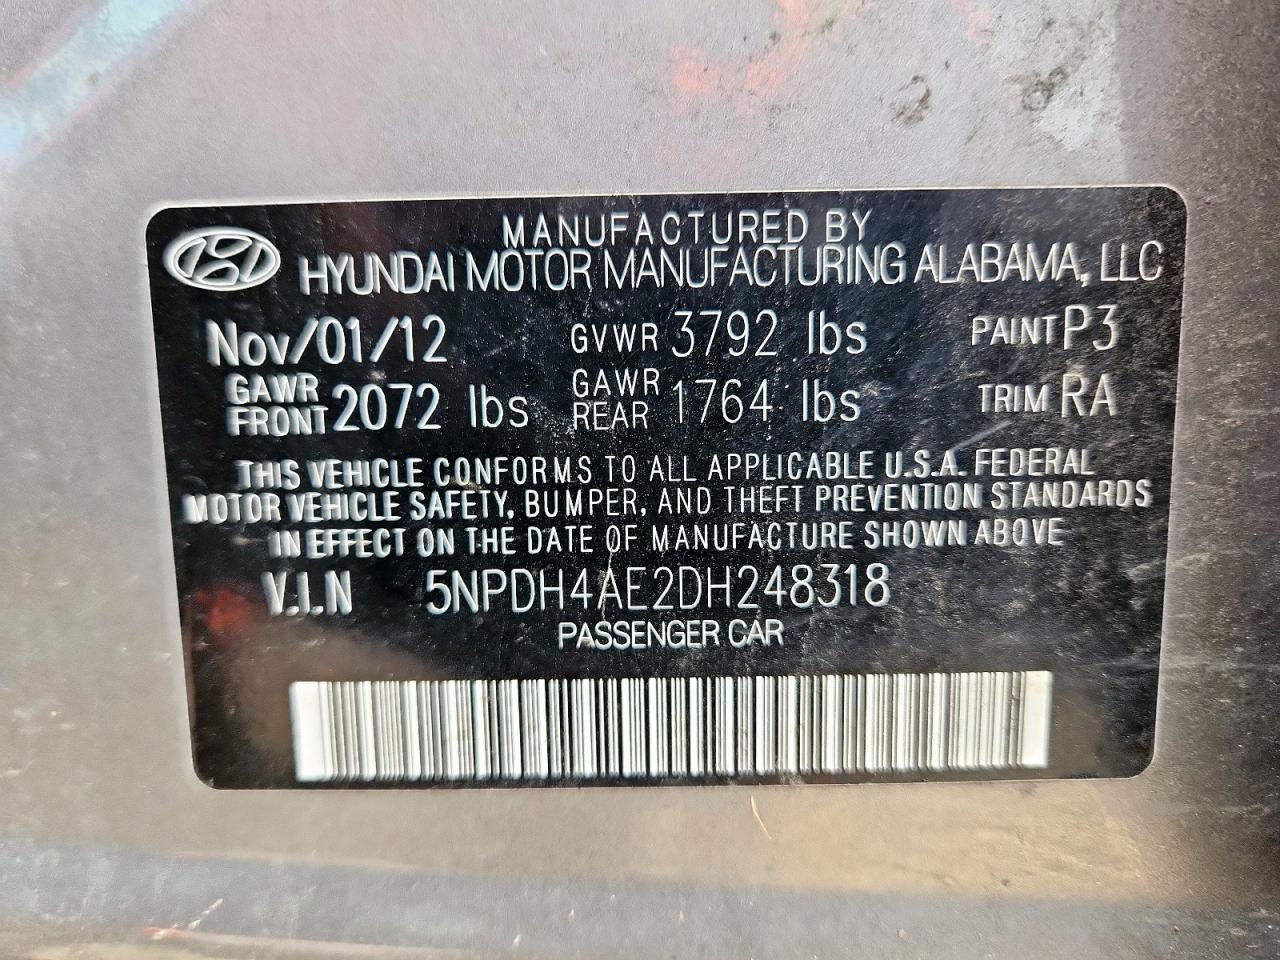 MANUFACTURED BY
HYUNDAI MOTOR MANUFACTURING ALABAMA, LLC
Nov/01/12 GVWR 3792 lbs PAINT P3
GAWR FRONT 2072 lbs GAWR REAR 1764 lbs TRIM RA
THIS VEHICLE CONFORMS TO ALL APPLICABLE U.S.A. FEDERAL
MOTOR VEHICLE SAFETY, BUMPER, AND THEFT PREVENTION STANDARDS
IN EFFECT ON THE DATE OF MANUFACTURE SHOWN ABOVE
V.I.N 5NPDH4AE2DH248318
PASSENGER CAR